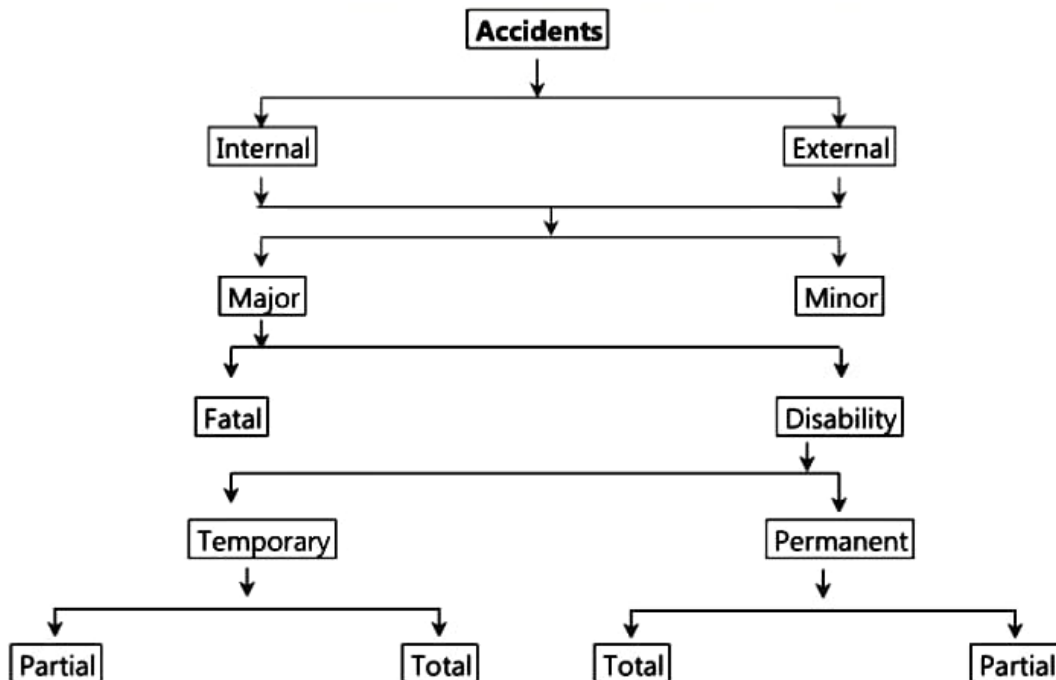 Accidents
Internal
External
Major
Minor
Fatal
Disability
Temporary
Permanent
Partial
Total
Total
Partial